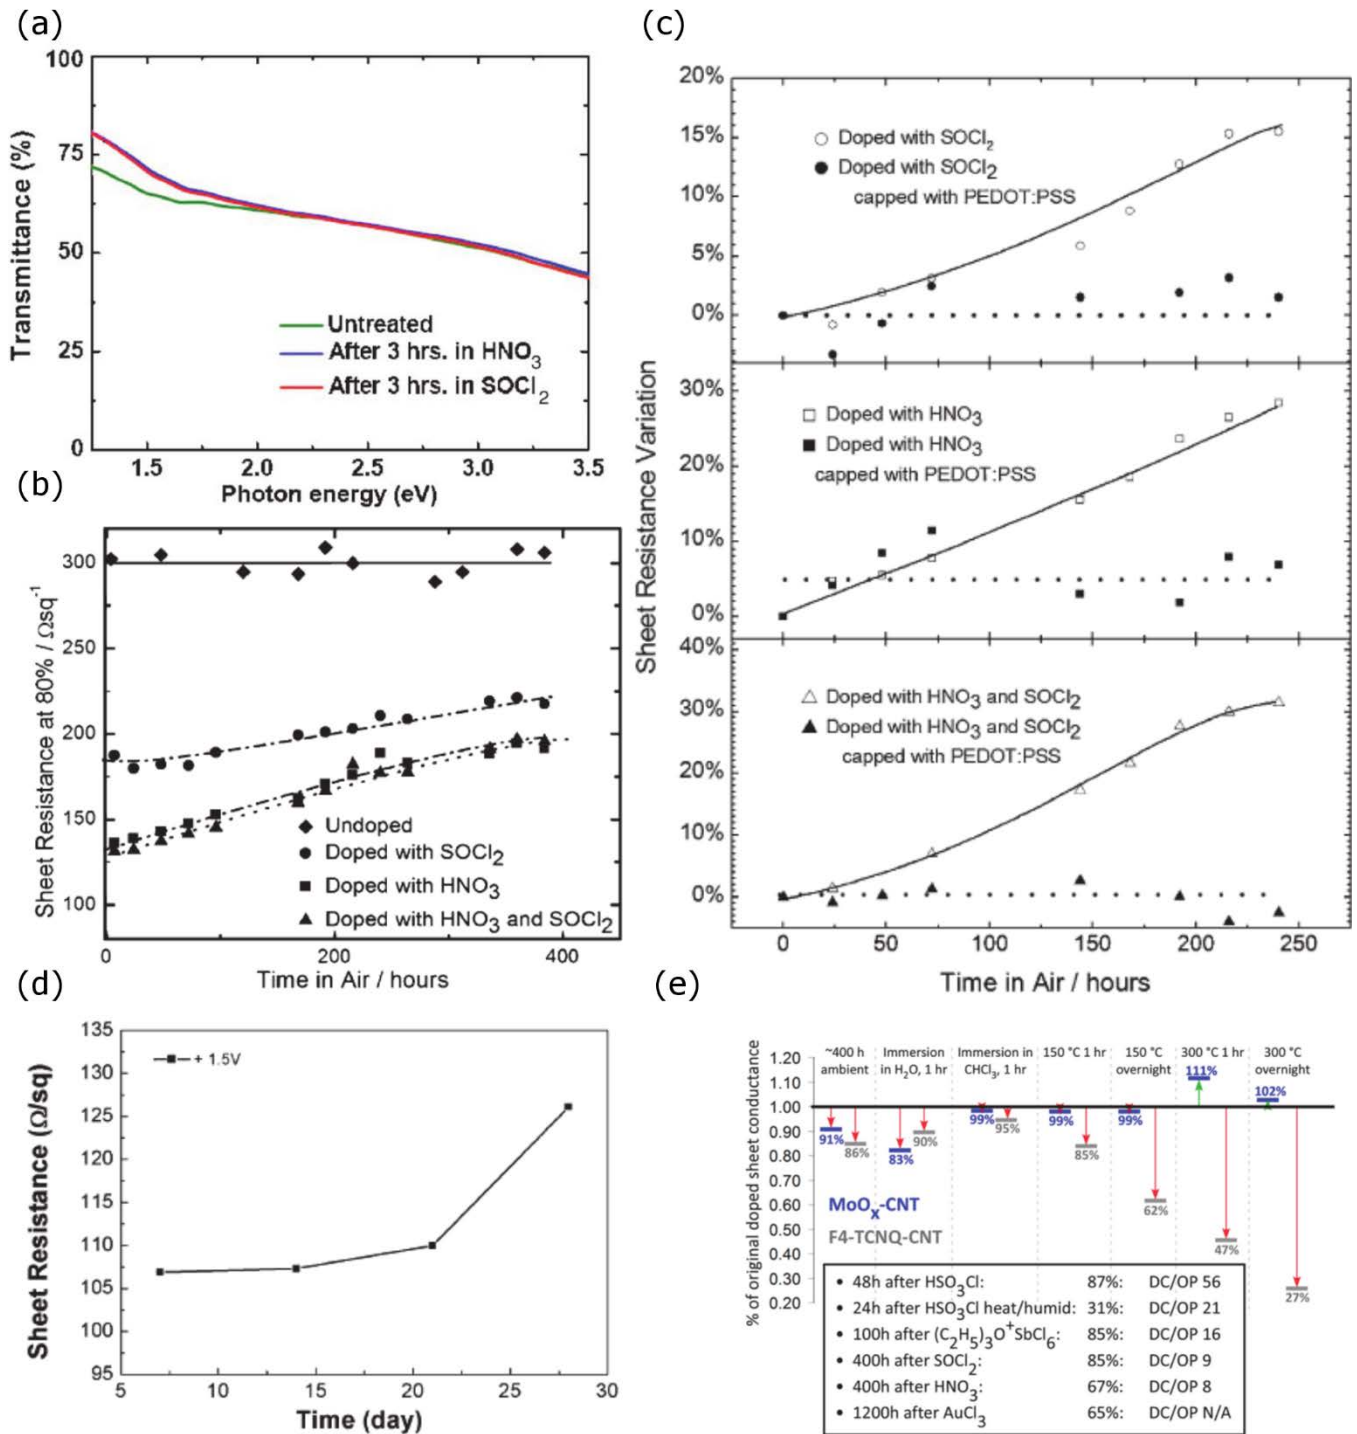 (a)
100
75
50
25
0
Transmittance (%)
Untreated
After 3 hrs. in HNO3
After 3 hrs. in SOCl2
1.5
2.0
2.5
3.0
3.5
Photon energy (eV)
(b)
300
250
200
150
100
Sheet Resistance at 80% / Ωsq-1
Undoped
Doped with SOCl2
Doped with HNO3
Doped with HNO3 and SOCl2
0
200
400
Time in Air / hours
(c)
20%
15%
10%
5%
0%
Doped with SOCl2
Doped with SOCl2
capped with PEDOT:PSS
30%
20%
10%
0%
Doped with HNO3
Doped with HNO3
capped with PEDOT:PSS
40%
30%
20%
10%
0%
Doped with HNO3 and SOCl2
Doped with HNO3 and SOCl2
capped with PEDOT:PSS
Sheet Resistance Variation
0
50
100
150
200
250
Time in Air / hours
(d)
135
130
125
120
115
110
105
100
95
Sheet Resistance (Ω/sq)
+ 1.5V
5
10
15
20
25
30
Time (day)
(e)
~400 h
ambient
Immersion
in H2O, 1 hr
Immersion in
CHCl3, 1 hr
150 °C 1 hr
150 °C
overnight
300 °C 1 hr
300 °C
overnight
1.20
1.00
0.90
0.80
0.70
0.60
0.50
0.40
0.30
0.20
% of original doped sheet conductance
91%
86%
83%
90%
99%
95%
99%
85%
99%
62%
111%
47%
102%
27%
MoOx-CNT
F4-TCNQ-CNT
• 48h after HSO3Cl: 87%: DC/OP 56
• 24h after HSO3Cl heat/humid: 31%: DC/OP 21
• 100h after (C2H5)3O+SbCl6: 85%: DC/OP 16
• 400h after SOCl2: 85%: DC/OP 9
• 400h after HNO3: 67%: DC/OP 8
• 1200h after AuCl3 65%: DC/OP N/A